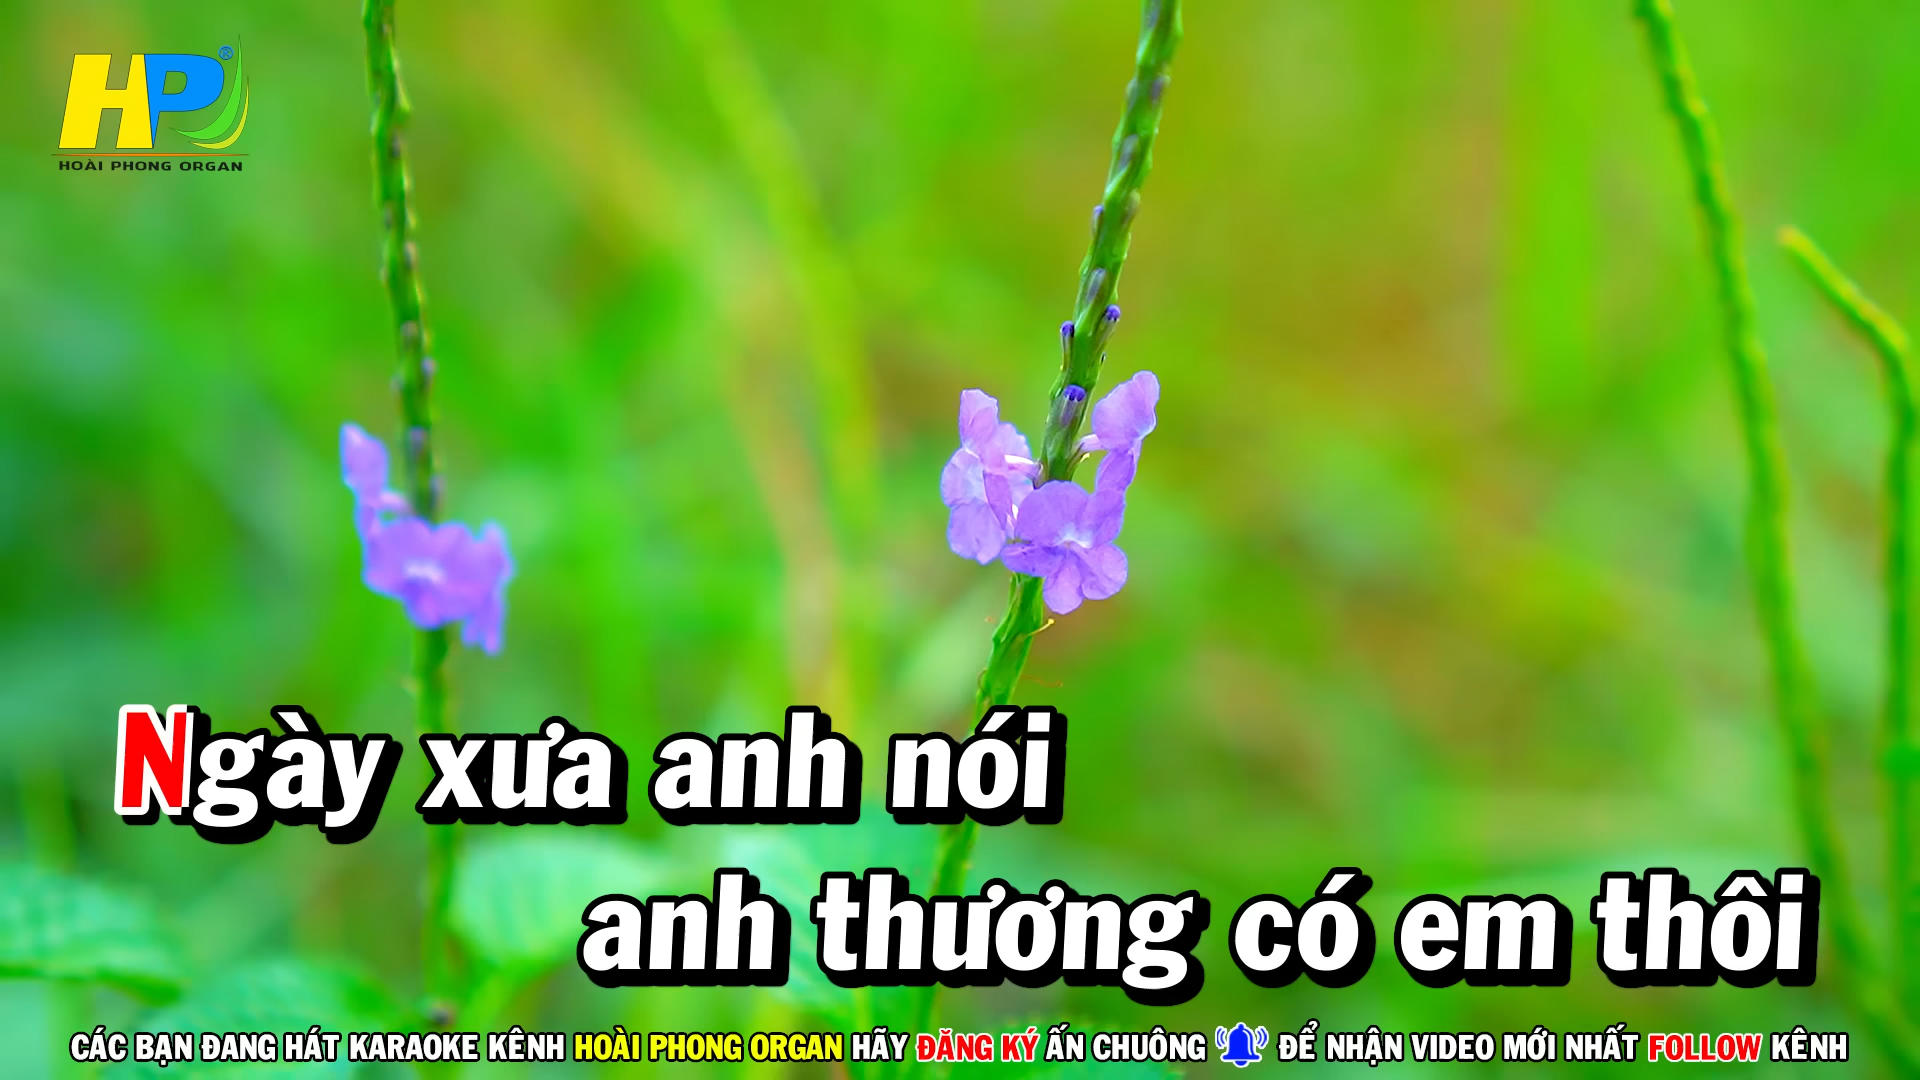 HP®
HOÀI PHONG ORGAN
Ngày xưa anh nói
anh thương có em thôi
CÁC BẠN ĐANG HÁT KARAOKE KÊNH HOÀI PHONG ORGAN HÃY ĐĂNG KÝ ẤN CHUÔNG ĐỂ NHẬN VIDEO MỚI NHẤT FOLLOW KÊNH